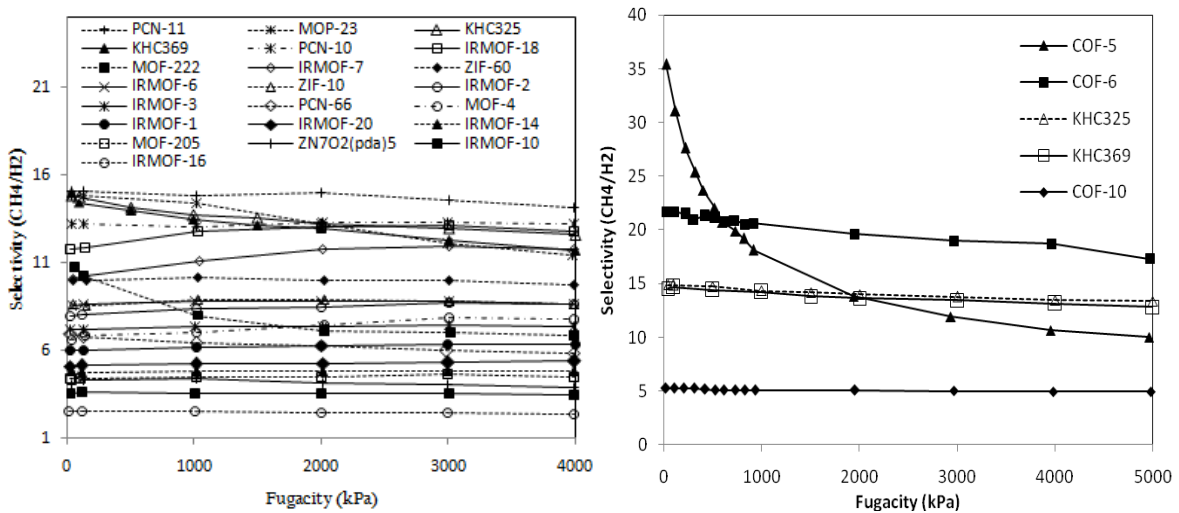 PCN-11 MOP-23 KHC325
KHC369 PCN-10 IRMOF-18
MOF-222 IRMOF-7 ZIF-60
IRMOF-6 ZIF-10 IRMOF-2
IRMOF-3 PCN-66 MOF-4
IRMOF-1 IRMOF-20 IRMOF-14
MOF-205 ZN7O2(pda)5 IRMOF-10
IRMOF-16
Selectivity (CH4/H2)
21
16
11
6
1
0 1000 2000 3000 4000
Fugacity (kPa)
COF-5
COF-6
KHC325
KHC369
COF-10
Selectivity (CH4/H2)
40
35
30
25
20
15
10
5
0
0 1000 2000 3000 4000 5000
Fugacity (kPa)